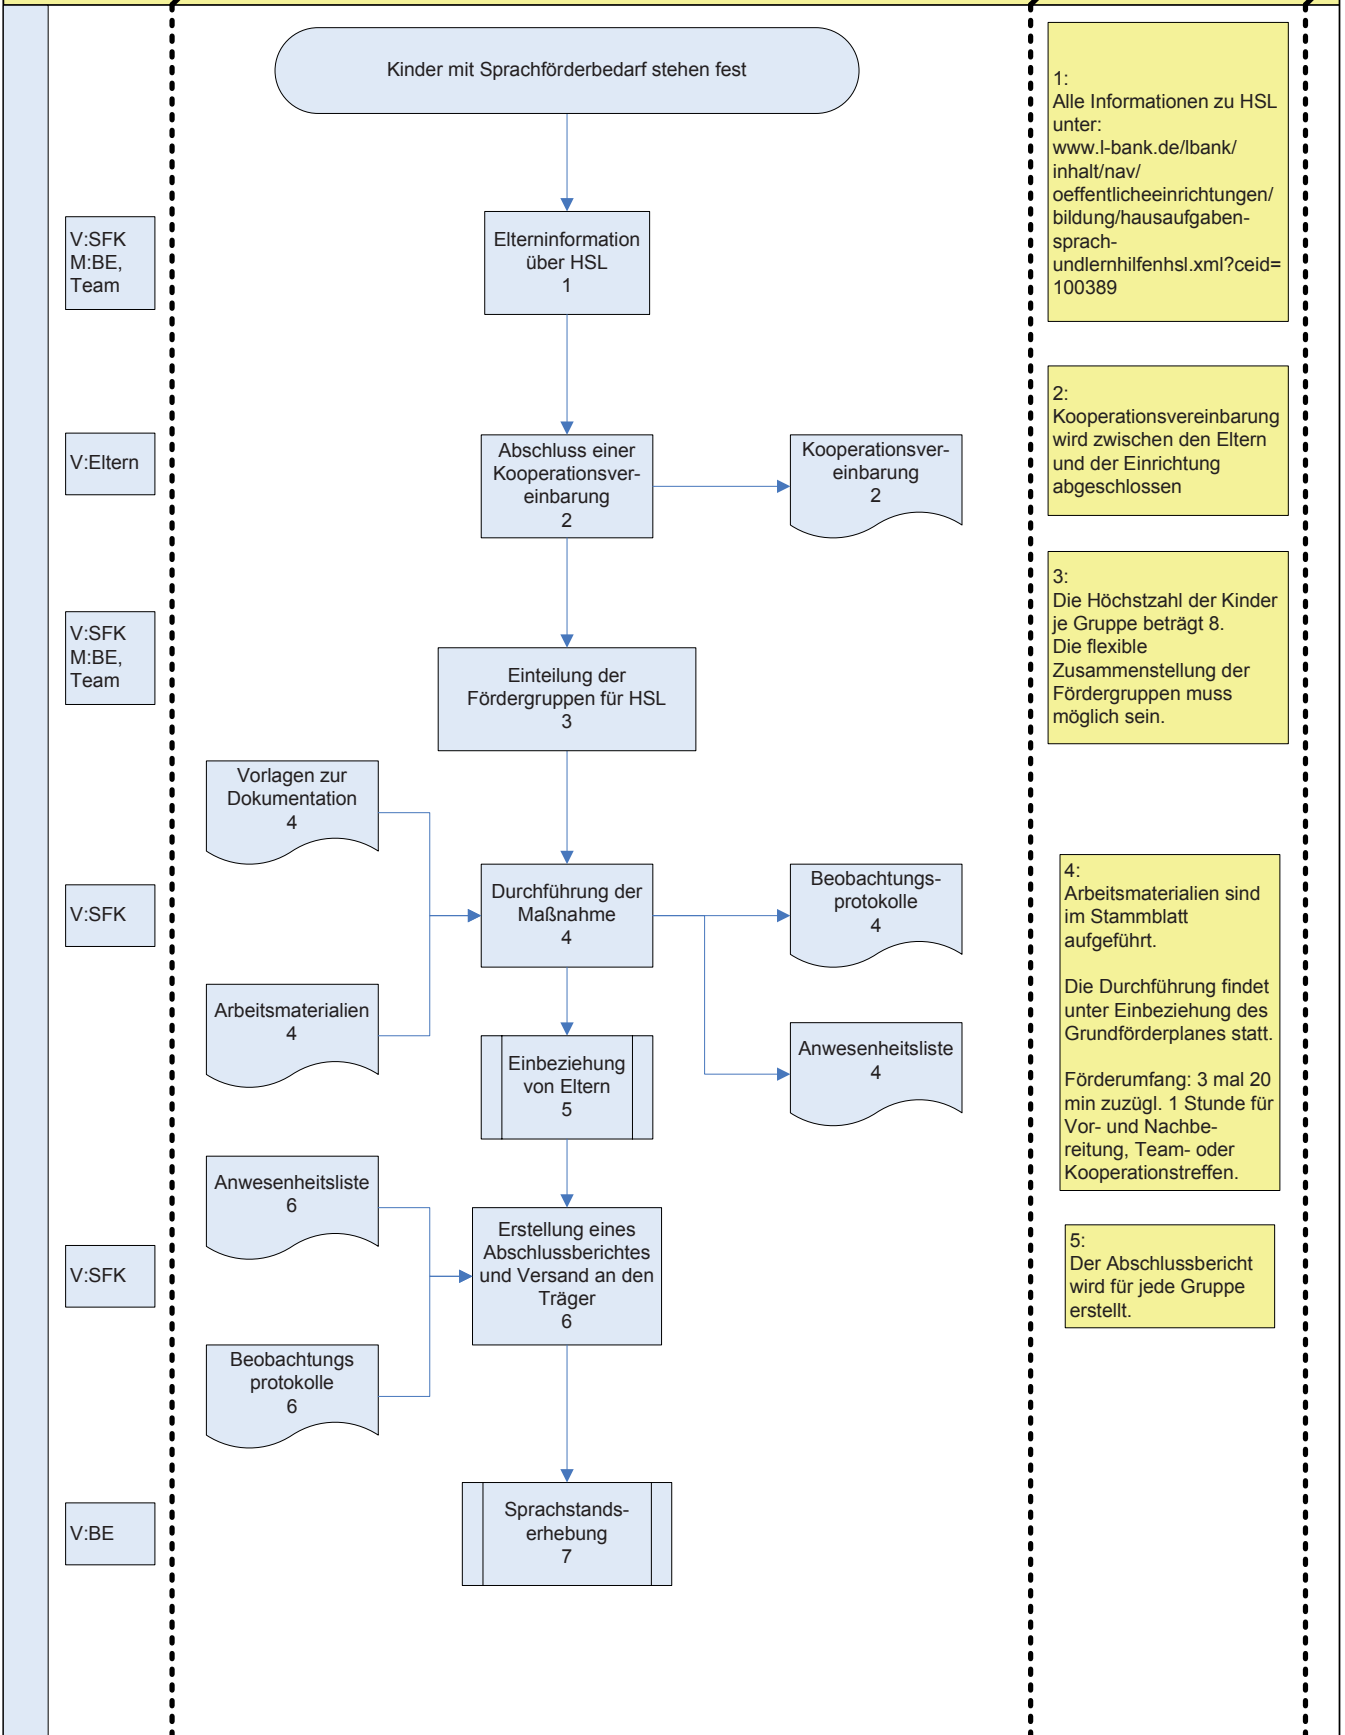 Kinder mit Sprachförderbedarf stehen fest
1:
Alle Informationen zu HSL
unter:
www.l-bank.de/lbank/
inhalt/nav/
oeffentlicheeinrichtungen/
bildung/hausaufgaben-
sprach-
undlernhilfenhsl.xml?ceid=
100389
V:SFK
M:BE,
Team
Elterninformation
über HSL
1
V:Eltern
Abschluss einer
Kooperationsver-
einbarung
2
Kooperationsver-
einbarung
2
2:
Kooperationsvereinbarung
wird zwischen den Eltern
und der Einrichtung
abgeschlossen
V:SFK
M:BE,
Team
Einteilung der
Fördergruppen für HSL
3
3:
Die Höchstzahl der Kinder
je Gruppe beträgt 8.
Die flexible
Zusammenstellung der
Fördergruppen muss
möglich sein.
Vorlagen zur
Dokumentation
4
V:SFK
Durchführung der
Maßnahme
4
Beobachtungs-
protokolle
4
4:
Arbeitsmaterialien sind
im Stammblatt
aufgeführt.
Die Durchführung findet
unter Einbeziehung des
Grundförderplanes statt.
Förderumfang: 3 mal 20
min zuzügl. 1 Stunde für
Vor- und Nachbe-
reitung, Team- oder
Kooperationstreffen.
Arbeitsmaterialien
4
Einbeziehung
von Eltern
5
Anwesenheitsliste
4
Anwesenheitsliste
6
V:SFK
Erstellung eines
Abschlussberichtes
und Versand an den
Träger
6
5:
Der Abschlussbericht
wird für jede Gruppe
erstellt.
Beobachtungs
protokolle
6
V:BE
Sprachstands-
erhebung
7